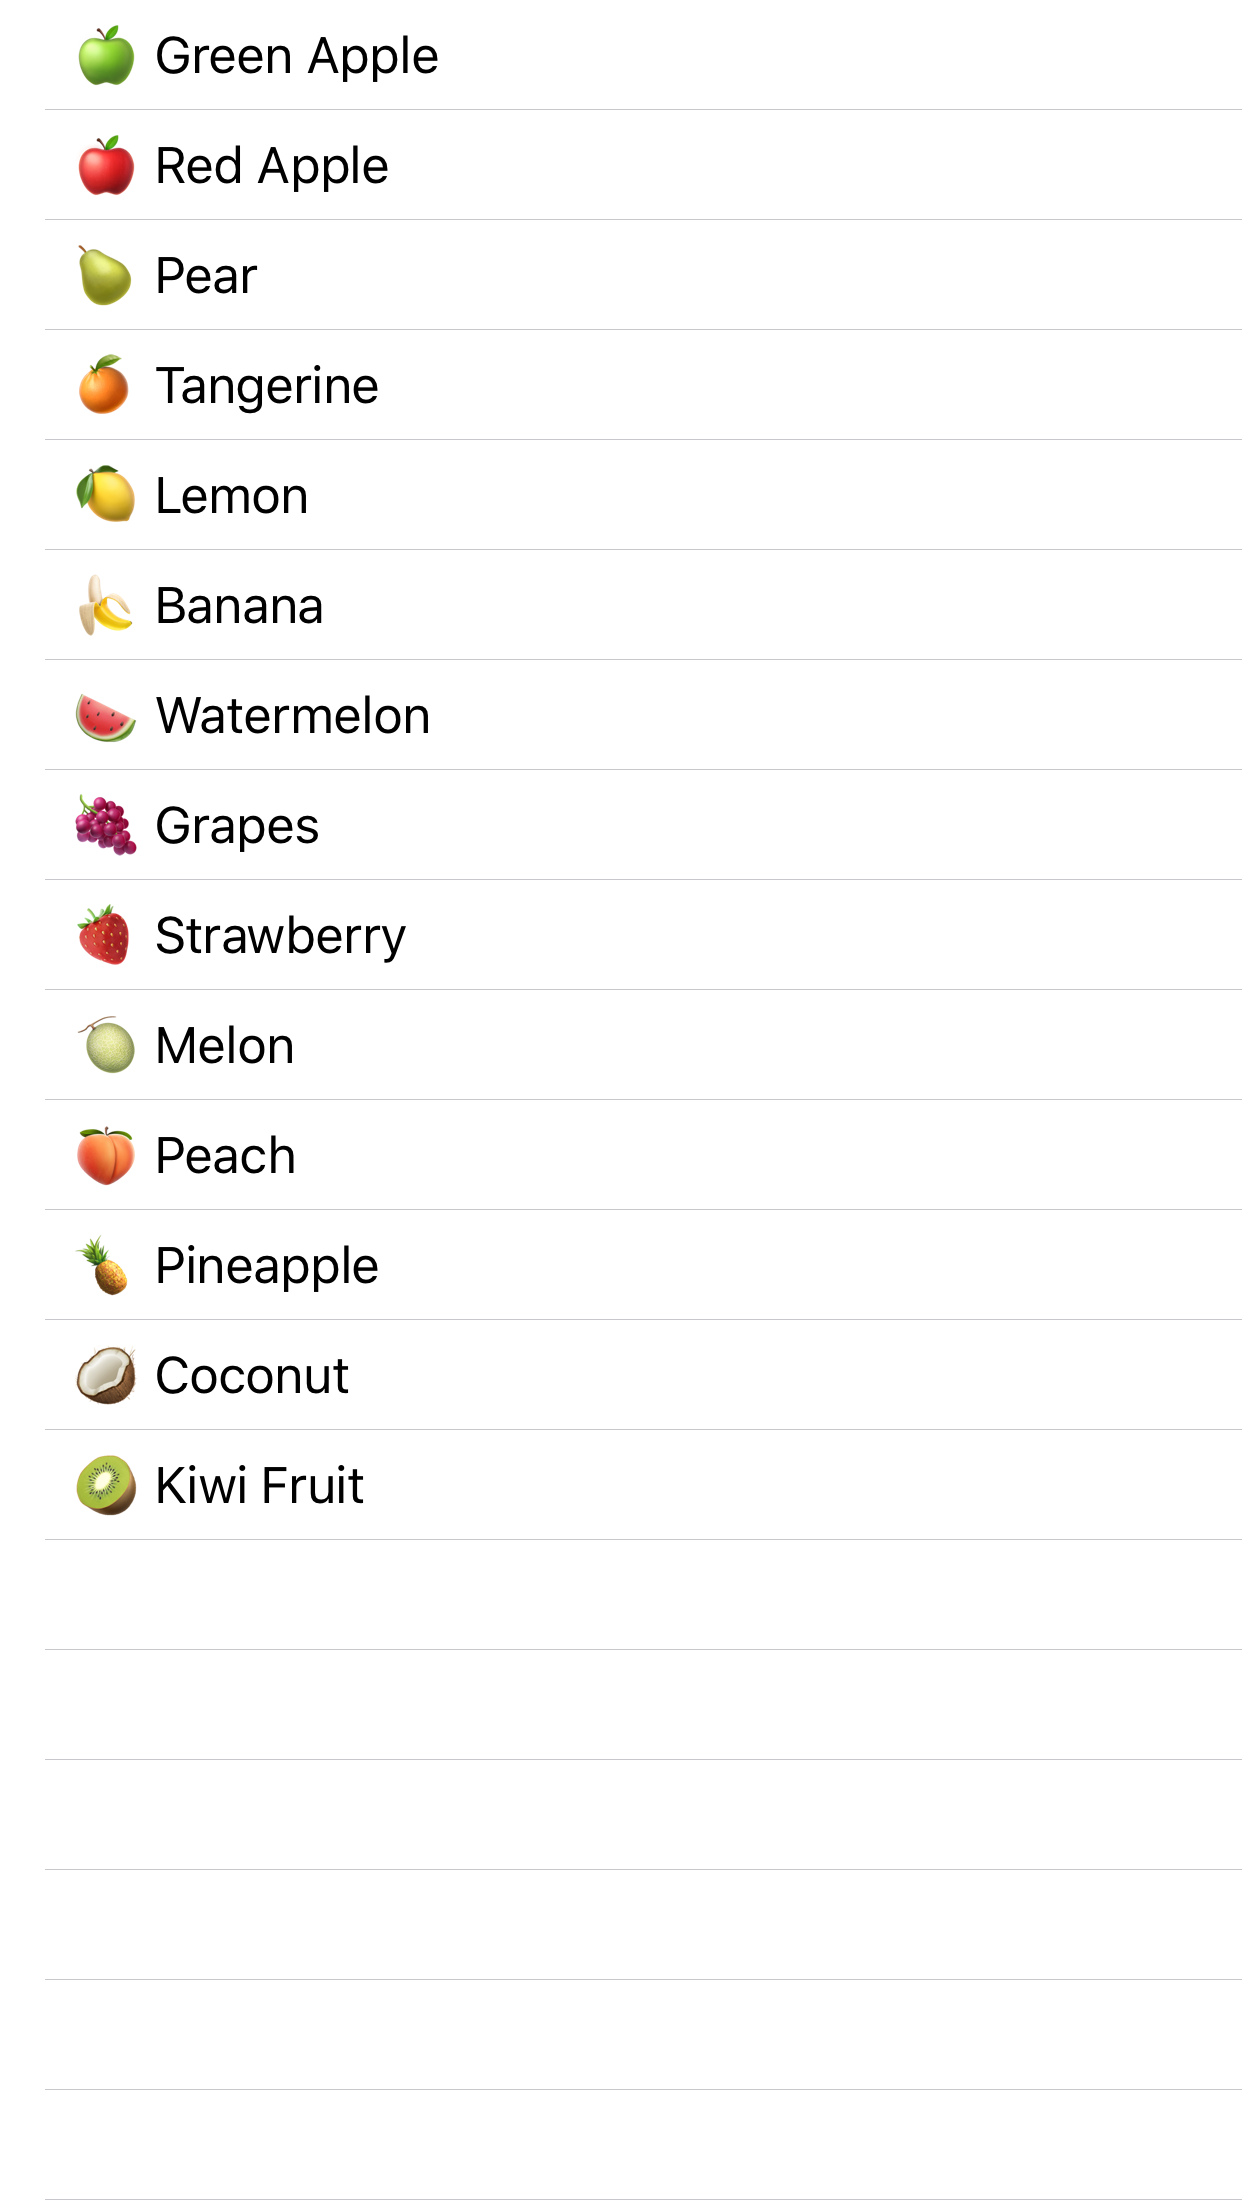 🍏 Green Apple
🍎 Red Apple
🍐 Pear
🍊 Tangerine
🍋 Lemon
🍌 Banana
🍉 Watermelon
🍇 Grapes
🍓 Strawberry
🍈 Melon
🍑 Peach
🍍 Pineapple
🥥 Coconut
🥝 Kiwi Fruit